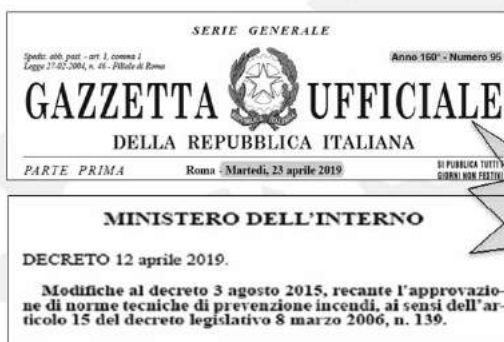 SERIE GENERALE
Spediz. abb. post. - art. 1, comma 1
Legge 27-02-2004, n. 46 - Filiale di Roma
Anno 160° - Numero 95
GAZZETTA UFFICIALE
DELLA REPUBBLICA ITALIANA
PARTE PRIMA
Roma - Martedì, 23 aprile 2019
SI PUBBLICA TUTTI I
GIORNI NON FESTIVI
MINISTERO DELL'INTERNO
DECRETO 12 aprile 2019.
Modifiche al decreto 3 agosto 2015, recante l'approvazio-
ne di norme tecniche di prevenzione incendi, ai sensi dell'ar-
ticolo 15 del decreto legislativo 8 marzo 2006, n. 139.